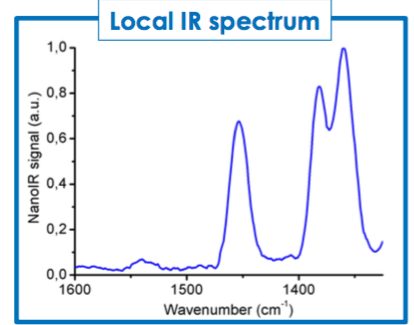 Local IR spectrum
NanoIR signal (a.u.)
1,0
0,8
0,6
0,4
0,2
0,0
1600 1500 1400
Wavenumber (cm⁻¹)